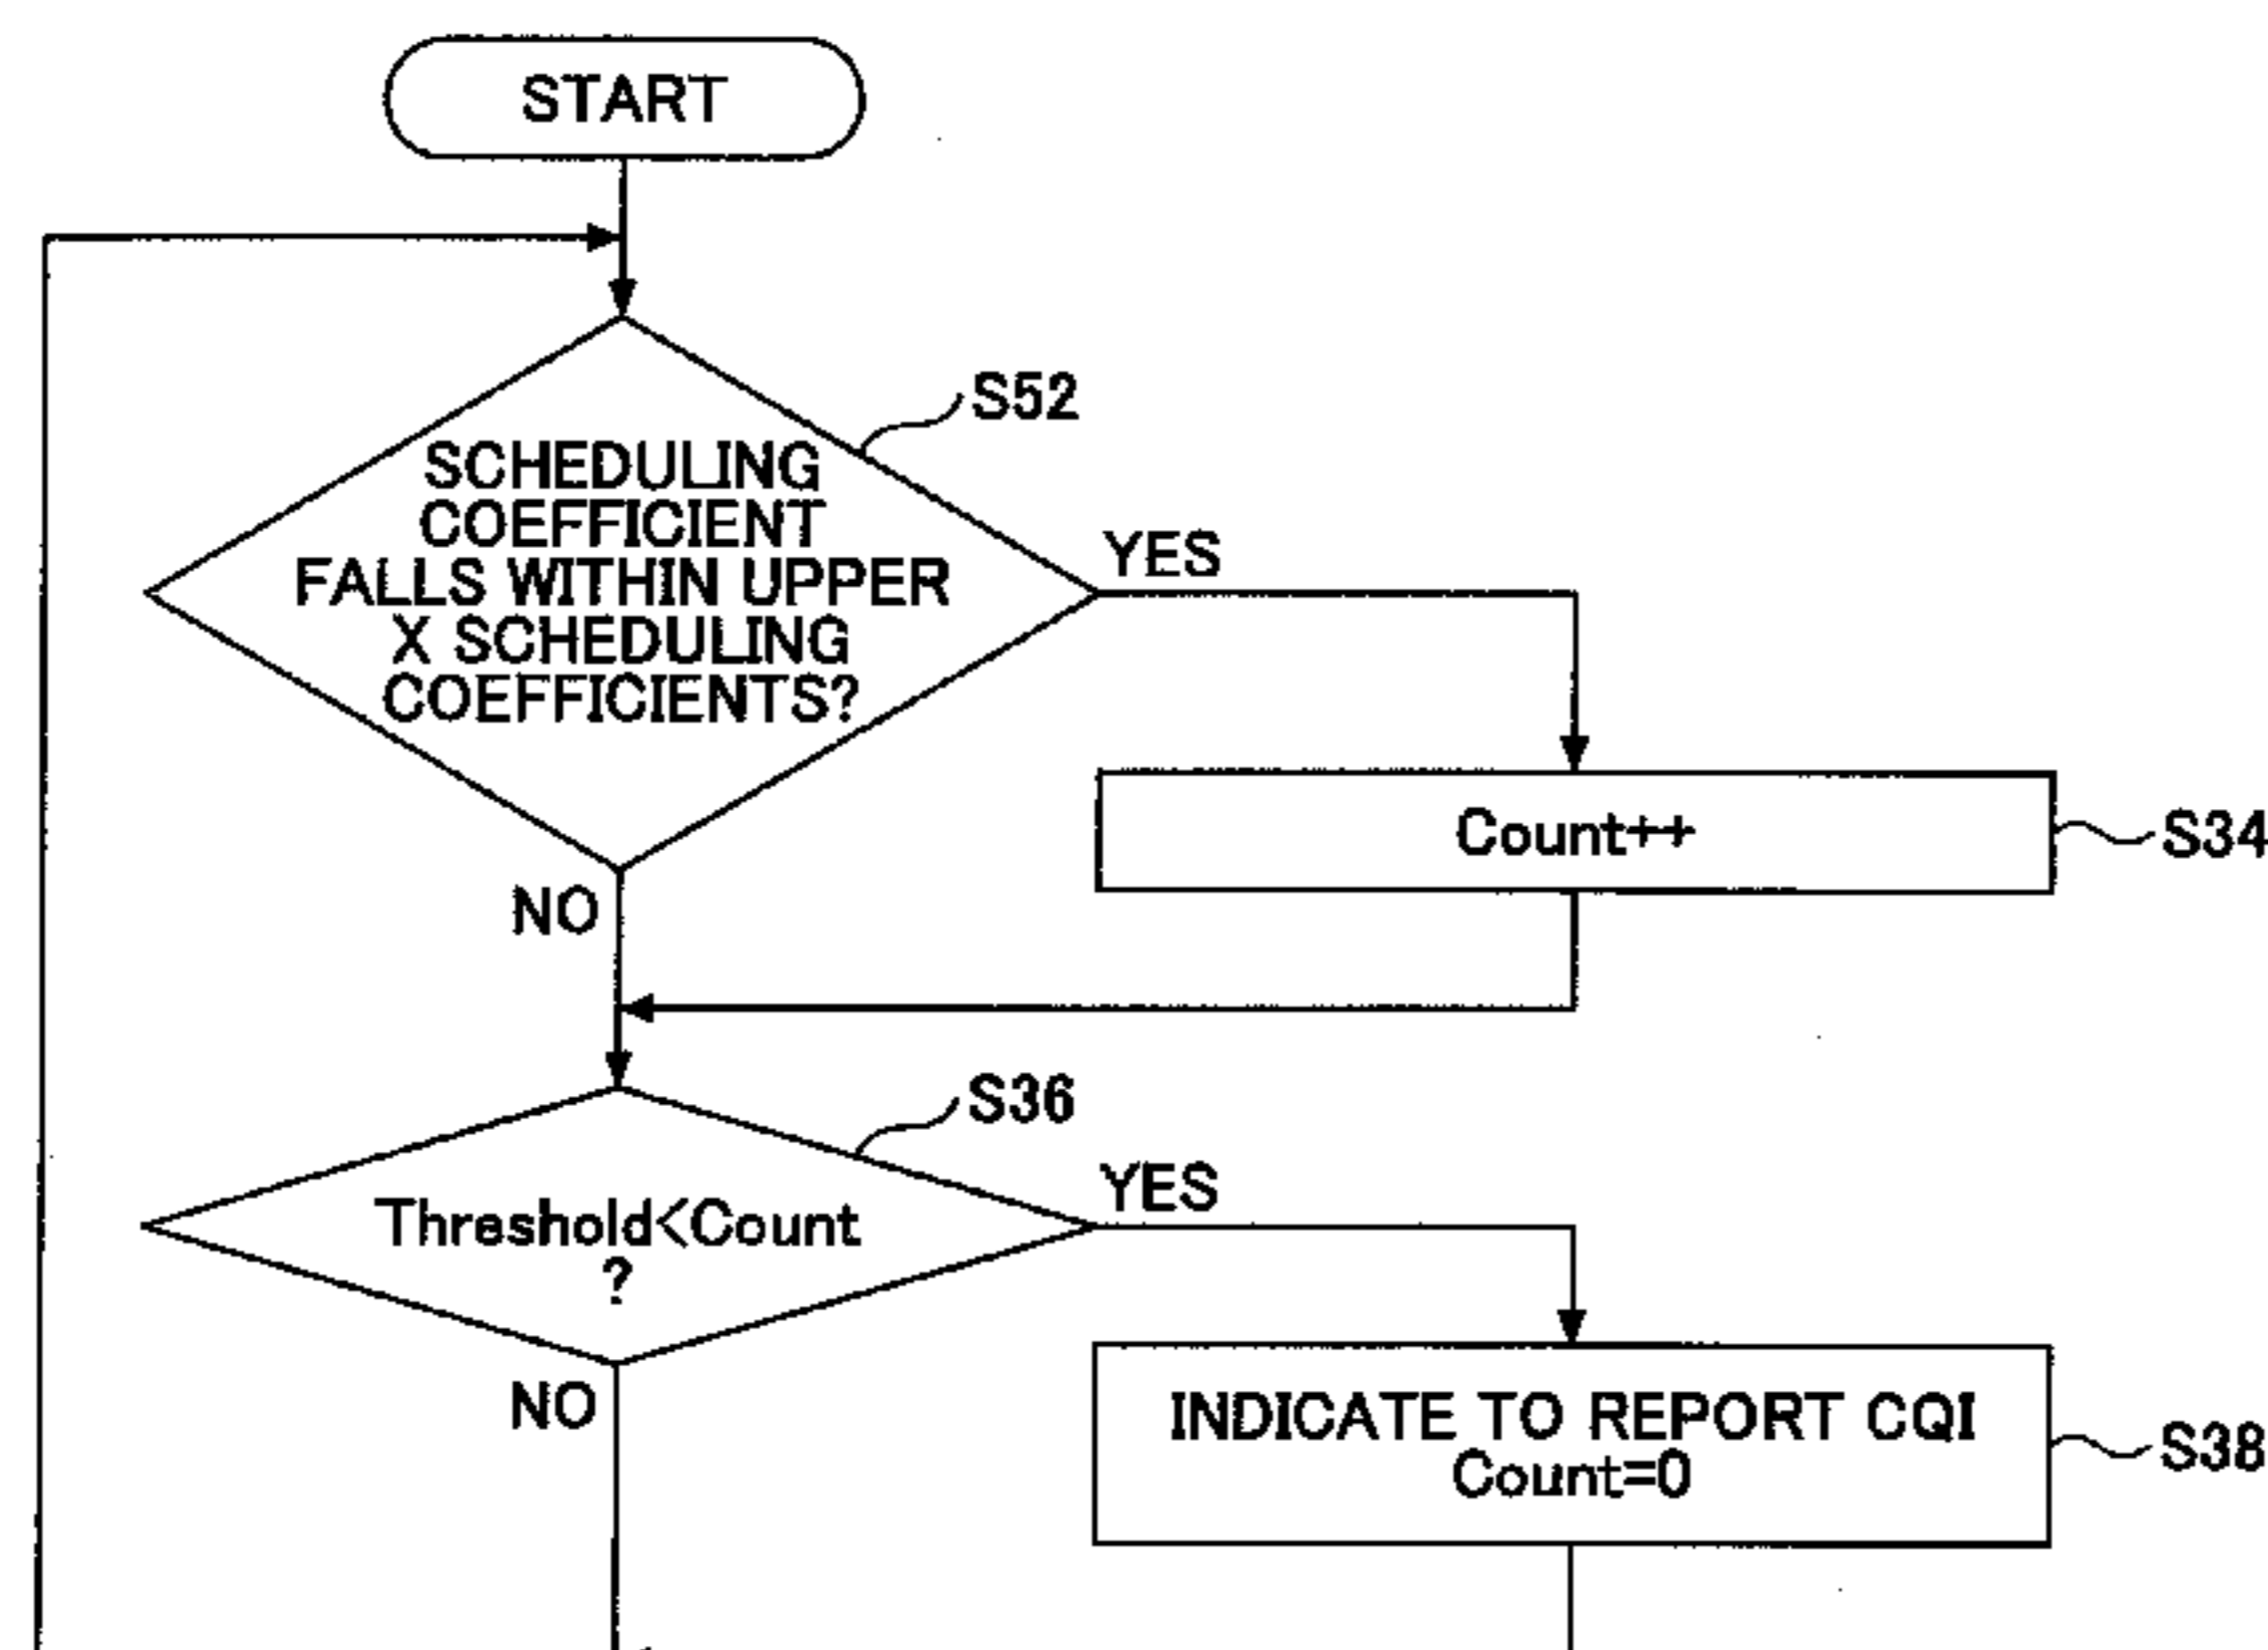 START
S52
SCHEDULING
COEFFICIENT
FALLS WITHIN UPPER
X SCHEDULING
COEFFICIENTS?
YES
Count++
S34
NO
S36
Threshold<Count
?
YES
NO
INDICATE TO REPORT CQI
Count=0
S38